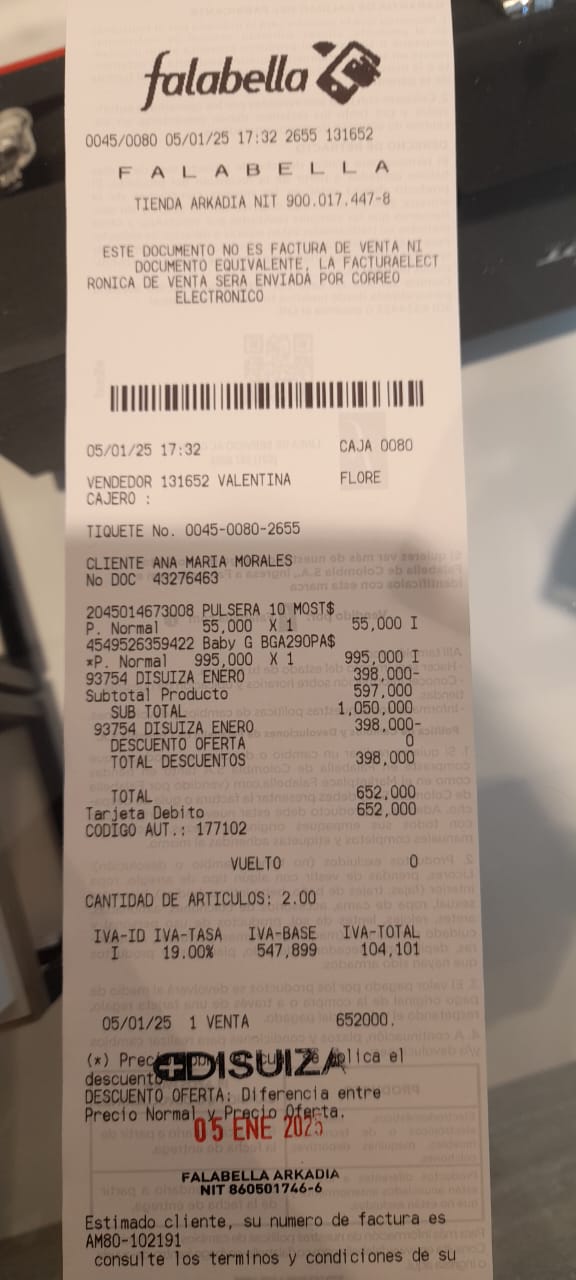 falabella
0045/0080 05/01/25 17:32 2655 131652
F A L A B E L L A
TIENDA ARKADIA NIT 900.017.447-8
ESTE DOCUMENTO NO ES FACTURA DE VENTA NI
DOCUMENTO EQUIVALENTE, LA FACTURAELECT
RONICA DE VENTA SERA ENVIADA POR CORREO
ELECTRONICO
05/01/25 17:32 CAJA 0080
VENDEDOR 131652 VALENTINA FLORE
CAJERO :
TIQUETE No. 0045-0080-2655
CLIENTE ANA MARIA MORALES
No DOC 43276463
2045014673008 PULSERA 10 MOST$
P. Normal 55,000 X 1 55,000 I
4549526359422 Baby G BGA290PA$
*P. Normal 995,000 X 1 995,000 I
93754 DISUIZA ENERO 398,000-
Subtotal Producto 597,000
SUB TOTAL 1,050,000
93754 DISUIZA ENERO 398,000-
DESCUENTO OFERTA 0
TOTAL DESCUENTOS 398,000
TOTAL 652,000
Tarjeta Debito 652,000
CODIGO AUT.: 177102
VUELTO 0
CANTIDAD DE ARTICULOS: 2.00
IVA-ID IVA-TASA IVA-BASE IVA-TOTAL
I 19.00% 547,899 104,101
05/01/25 1 VENTA 652000.
(*) Prec aplica el
DISUIZA
descuento
DESCUENTO OFERTA: Diferencia entre
Precio Normal y Precio Oferta.
05 ENE 2025
FALABELLA ARKADIA
NIT 860501746-6
Estimado cliente, su numero de factura es
AM80-102191
consulte los terminos y condiciones de su